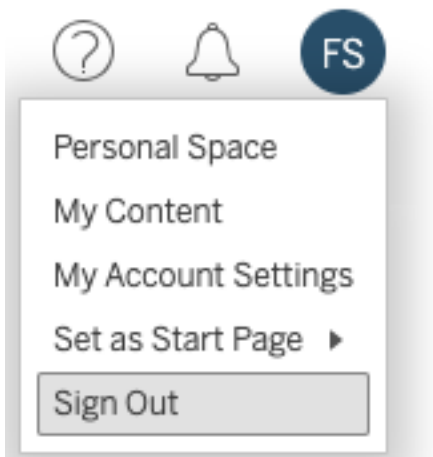 ?
FS
Personal Space
My Content
My Account Settings
Set as Start Page
Sign Out